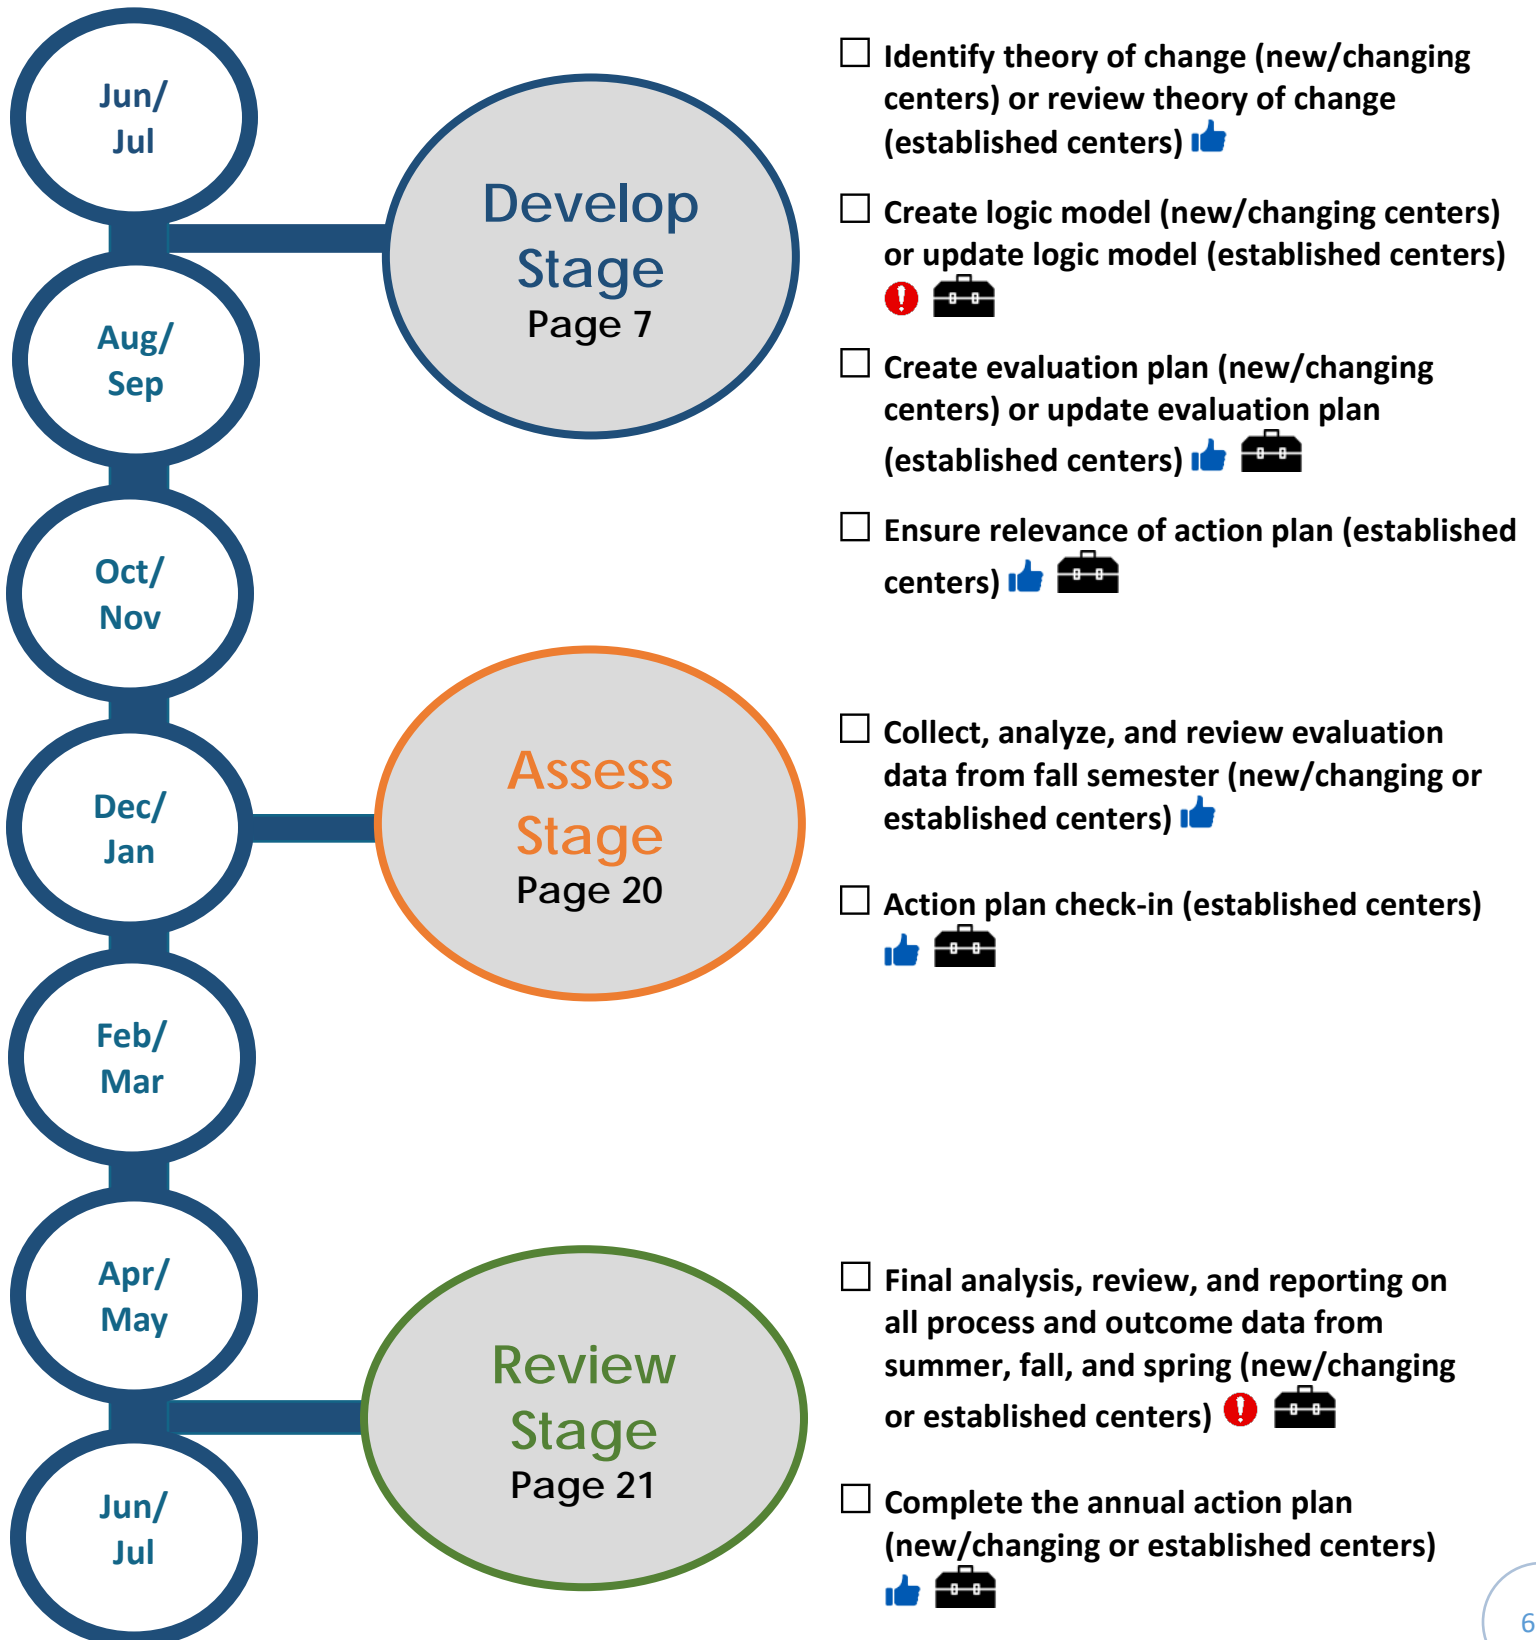 Jun/
Jul
Aug/
Sep
Oct/
Nov
Dec/
Jan
Feb/
Mar
Apr/
May
Jun/
Jul
Develop
Stage
Page 7
☐ Identify theory of change (new/changing
centers) or review theory of change
(established centers)
☐ Create logic model (new/changing centers)
or update logic model (established centers)
☐ Create evaluation plan (new/changing
centers) or update evaluation plan
(established centers)
☐ Ensure relevance of action plan (established
centers)
Assess
Stage
Page 20
☐ Collect, analyze, and review evaluation
data from fall semester (new/changing or
established centers)
☐ Action plan check-in (established centers)
Review
Stage
Page 21
☐ Final analysis, review, and reporting on
all process and outcome data from
summer, fall, and spring (new/changing
or established centers)
☐ Complete the annual action plan
(new/changing or established centers)
6